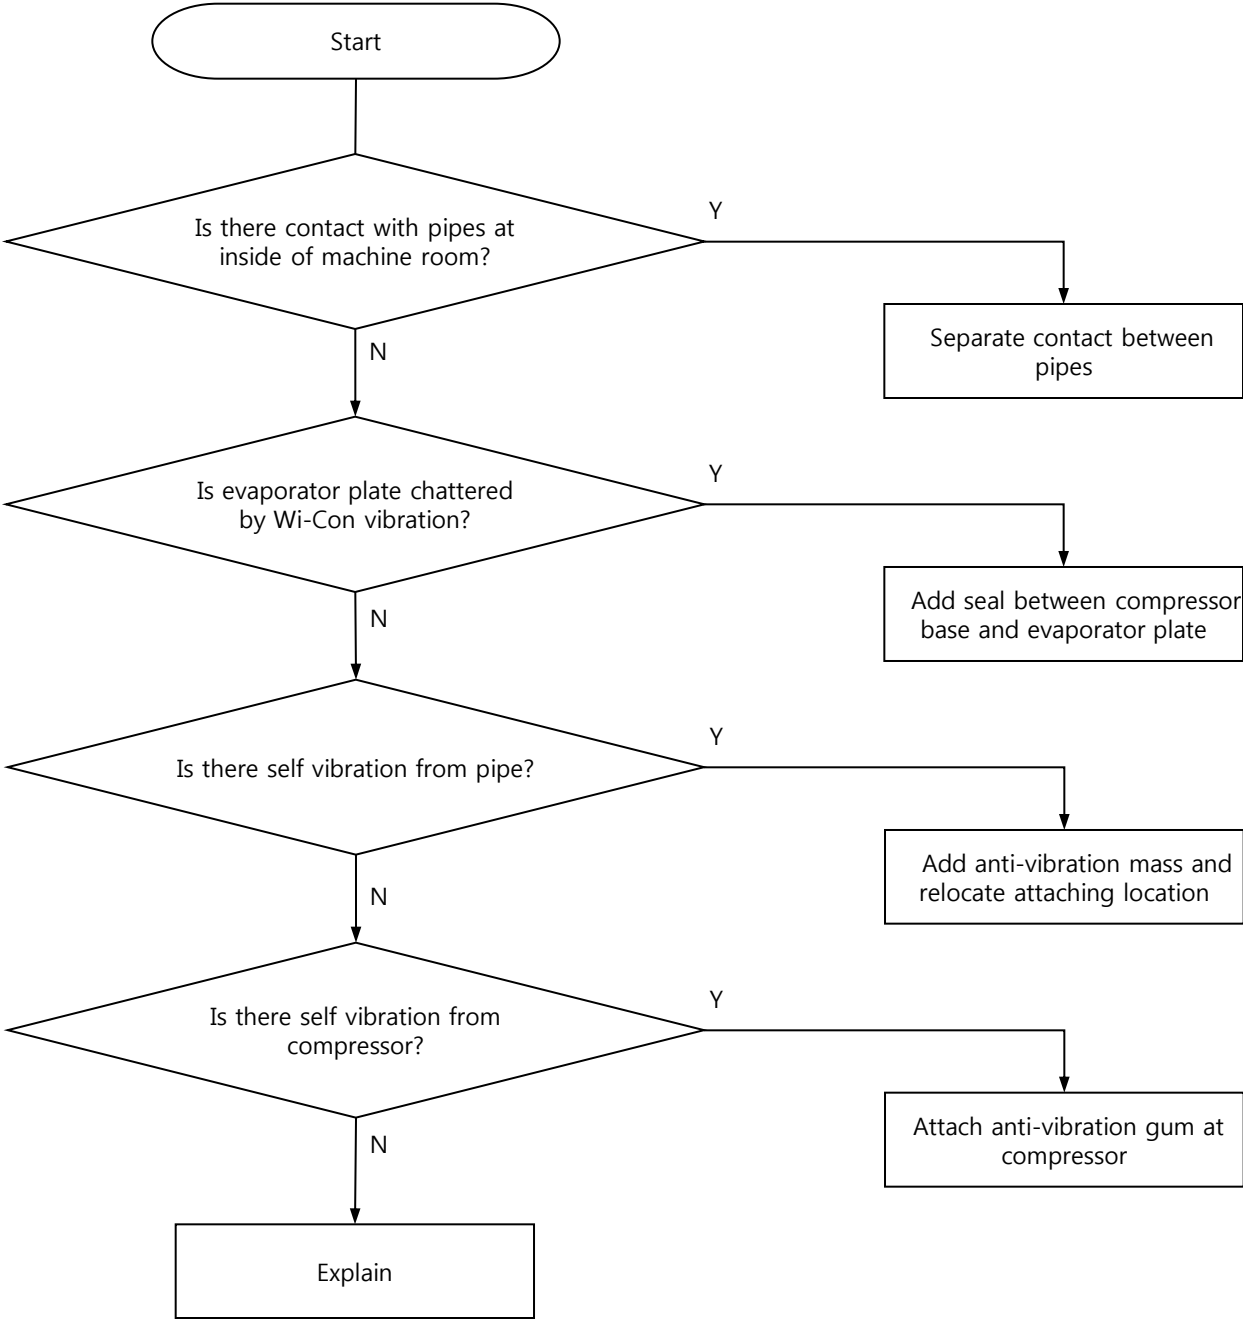 Start
Is there contact with pipes at
inside of machine room?
Y
Separate contact between
pipes
N
Is evaporator plate chattered
by Wi-Con vibration?
Y
Add seal between compressor
base and evaporator plate
N
Is there self vibration from pipe?
Y
Add anti-vibration mass and
relocate attaching location
N
Is there self vibration from
compressor?
Y
Attach anti-vibration gum at
compressor
N
Explain